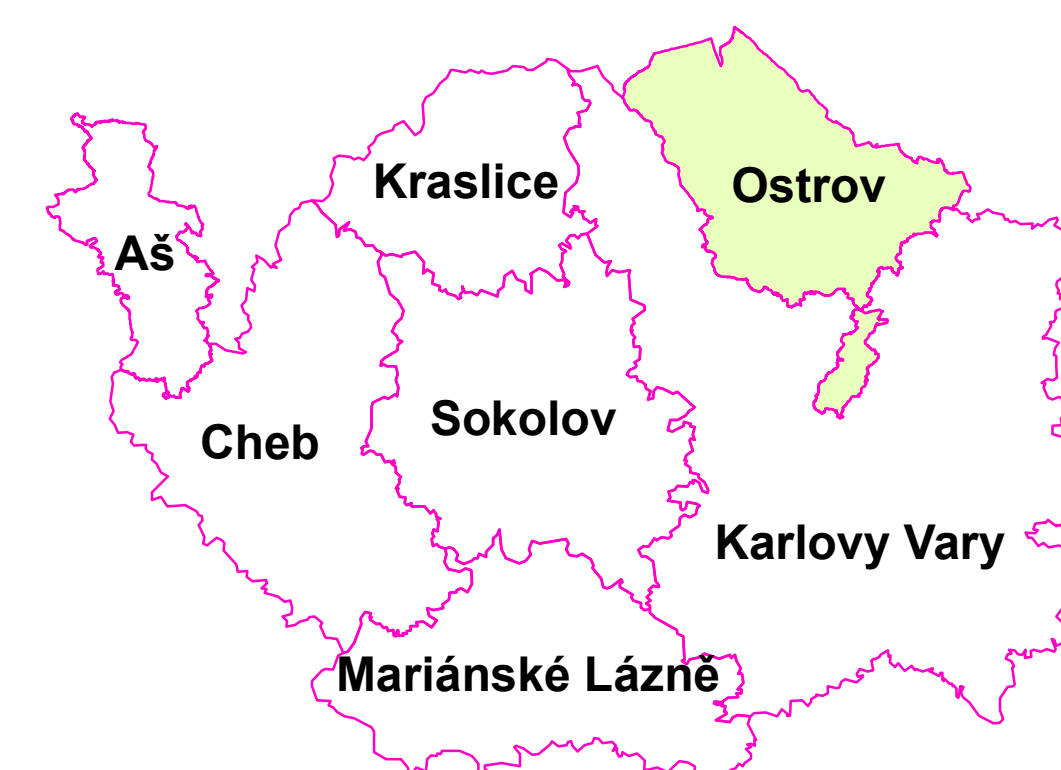 Kraslice
Ostrov
Aš
Sokolov
Cheb
Karlovy Vary
Mariánské Lázně